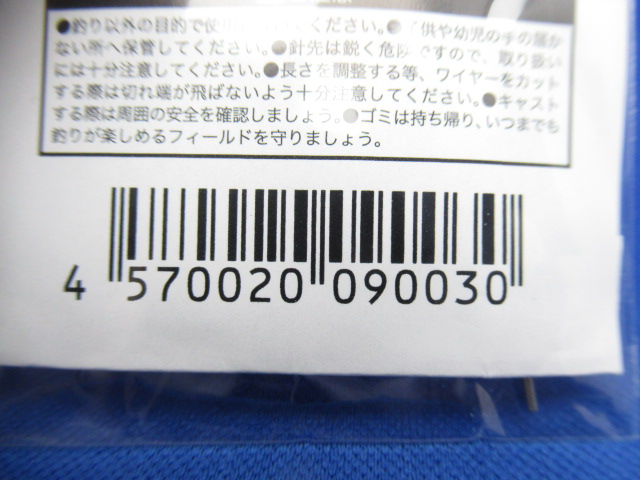 ●釣り以外の目的で使用しないでください。●子供や幼児の手の届か
ない所へ保管してください。●針先は鋭く危険ですので、取り扱い
には十分注意してください。●長さを調整する等、ワイヤーをカット
する際は切れ端が飛ばないよう十分注意してください。●キャスト
する際は周囲の安全を確認しましょう。●ゴミは持ち帰り、いつまでも
釣りが楽しめるフィールドを守りましょう。
4 570020 090030